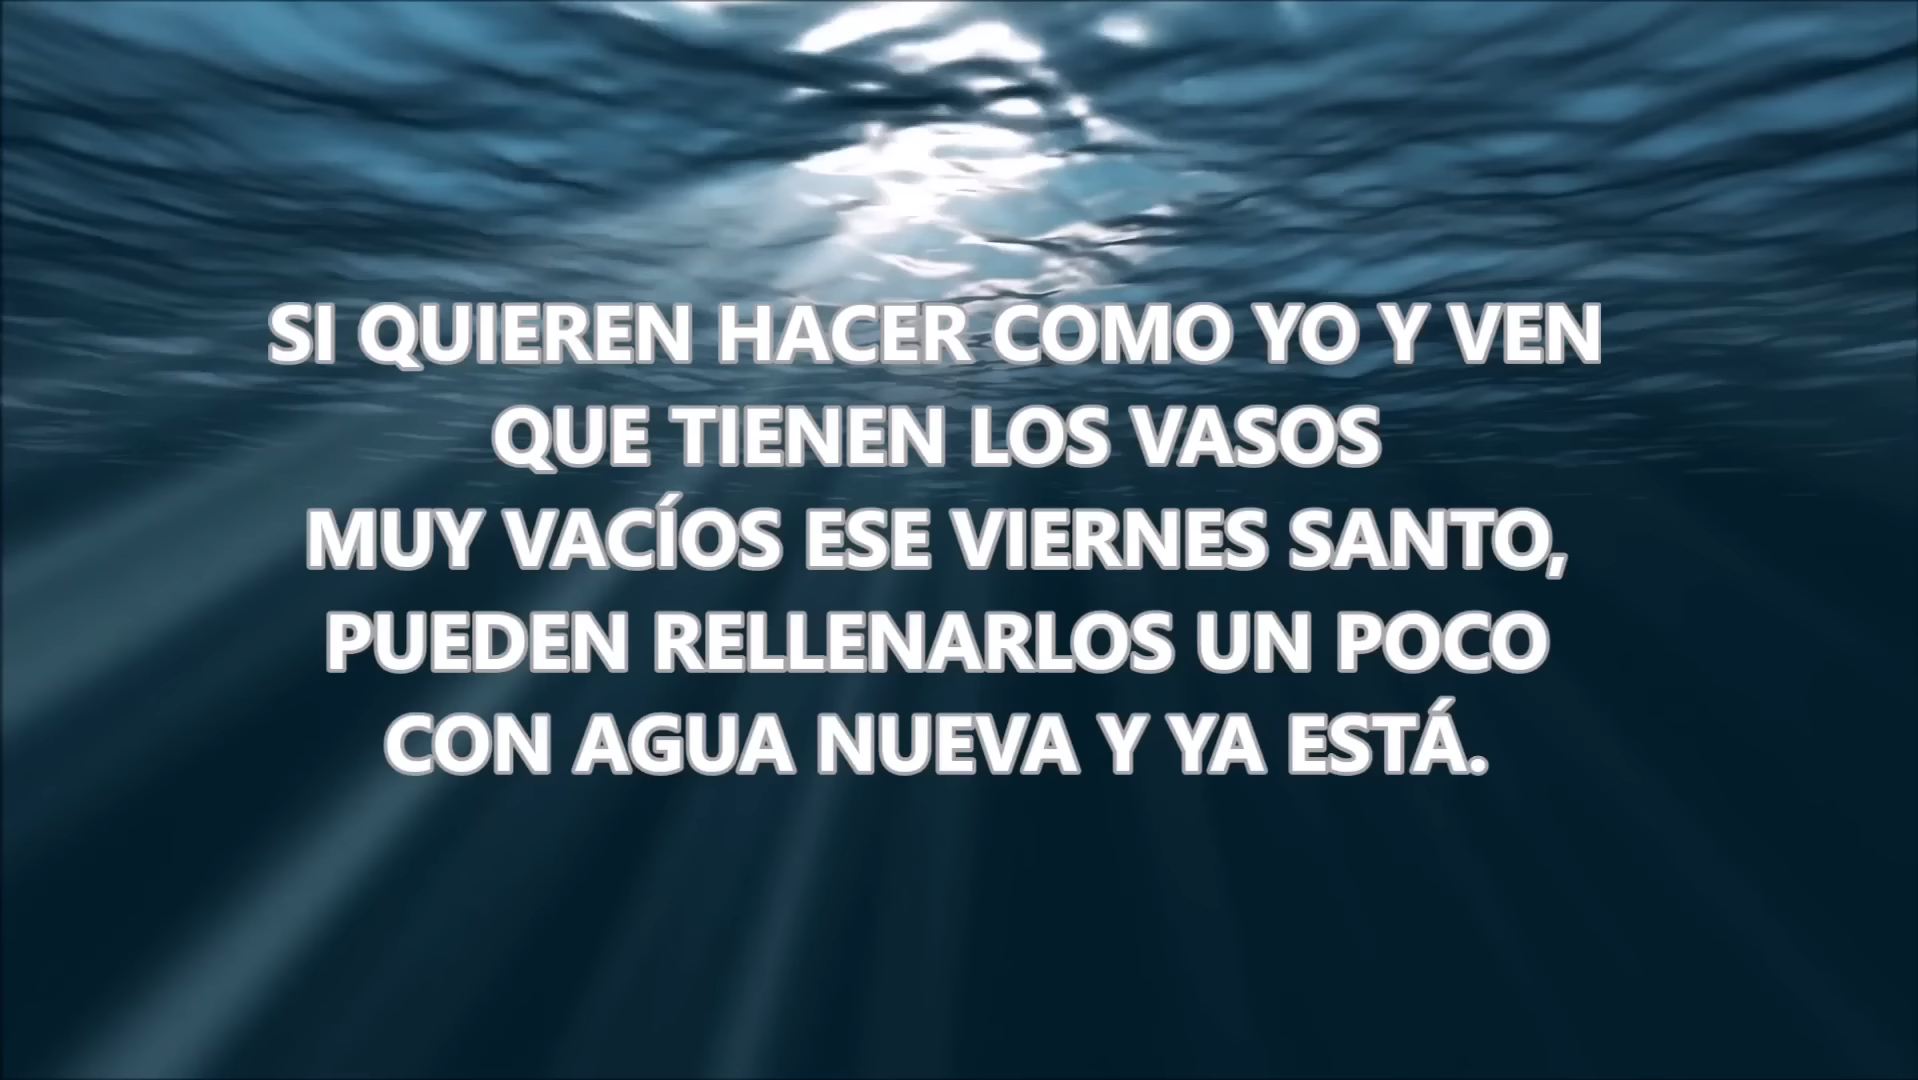 SI QUIEREN HACER COMO YO Y VEN
QUE TIENEN LOS VASOS
MUY VACÍOS ESE VIERNES SANTO,
PUEDEN RELLENARLOS UN POCO
CON AGUA NUEVA Y YA ESTÁ.